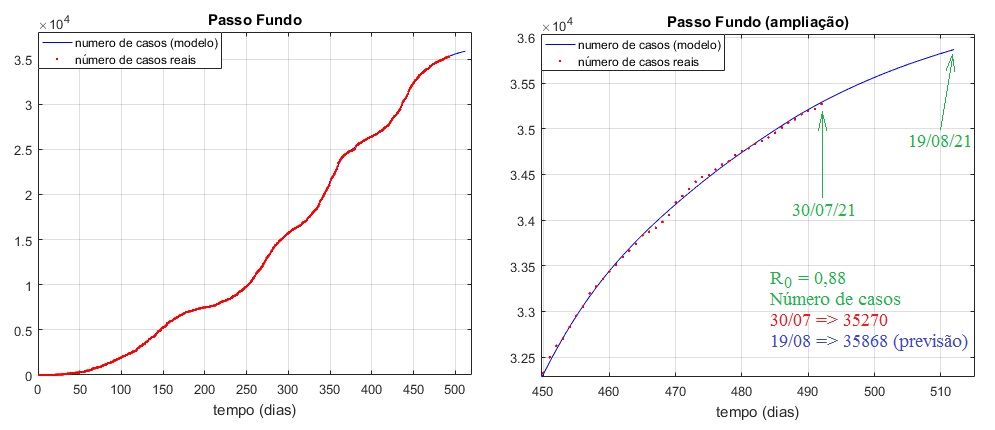 Passo Fundo
×10⁴
numero de casos (modelo)
número de casos reais
3.5
3
2.5
2
1.5
1
0.5
0
0 50 100 150 200 250 300 350 400 450 500
tempo (dias)
Passo Fundo (ampliação)
×10⁴
3.6
numero de casos (modelo)
número de casos reais
3.55
3.5
3.45
3.4
3.35
3.3
3.25
19/08/21
30/07/21
R₀ = 0,88
Número de casos
30/07 => 35270
19/08 => 35868 (previsão)
450 460 470 480 490 500 510
tempo (dias)